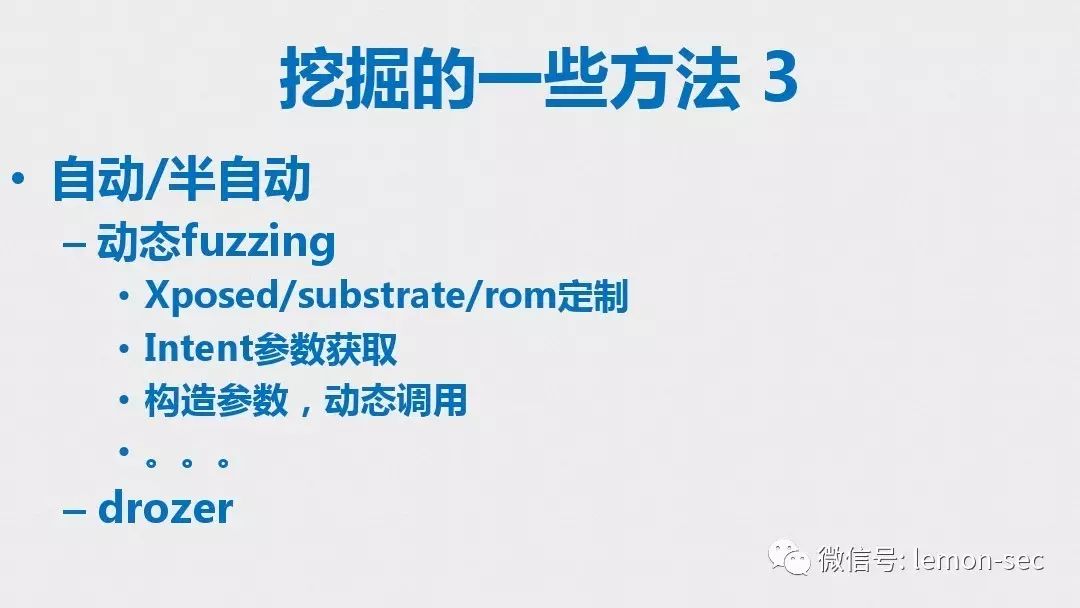 挖掘的一些方法 3
• 自动/半自动
– 动态fuzzing
• Xposed/substrate/rom定制
• Intent参数获取
• 构造参数，动态调用
• 。。。
– drozer
微信号: lemon-sec